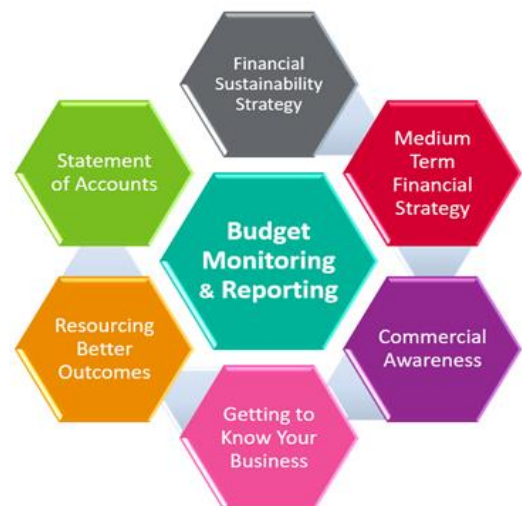 Financial
Sustainability
Strategy
Medium
Term
Financial
Strategy
Commercial
Awareness
Getting to
Know Your
Business
Resourcing
Better
Outcomes
Statement
of Accounts
Budget
Monitoring
& Reporting